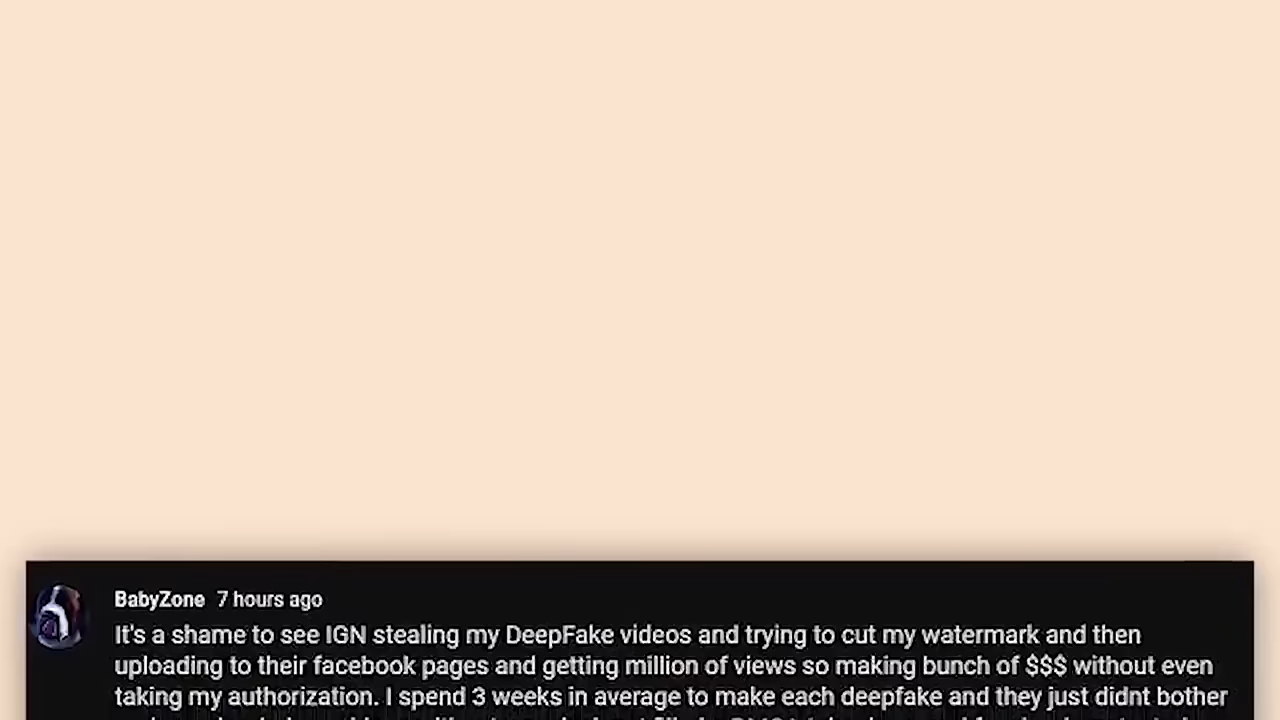 BabyZone 7 hours ago
It's a shame to see IGN stealing my DeepFake videos and trying to cut my watermark and then
uploading to their facebook pages and getting million of views so making bunch of $$$ without even
taking my authorization. I spend 3 weeks in average to make each deepfake and they just didnt bother